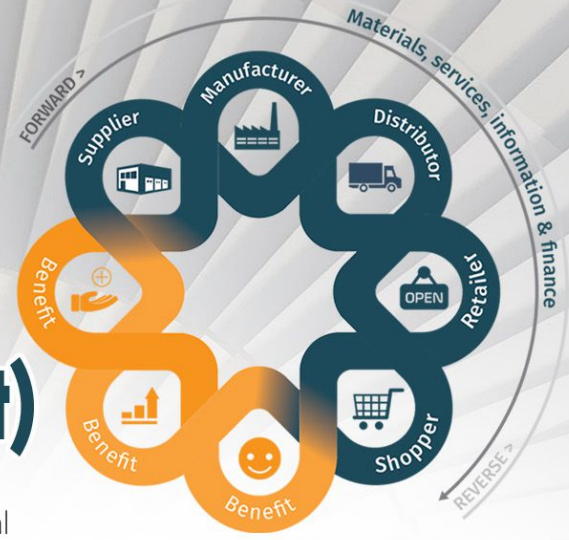 FORWARD >
Materials, services, information & finance
Manufacturer
Supplier
Distributor
Benefit
OPEN
Retailer
Benefit
Shopper
Benefit
REVERSE >